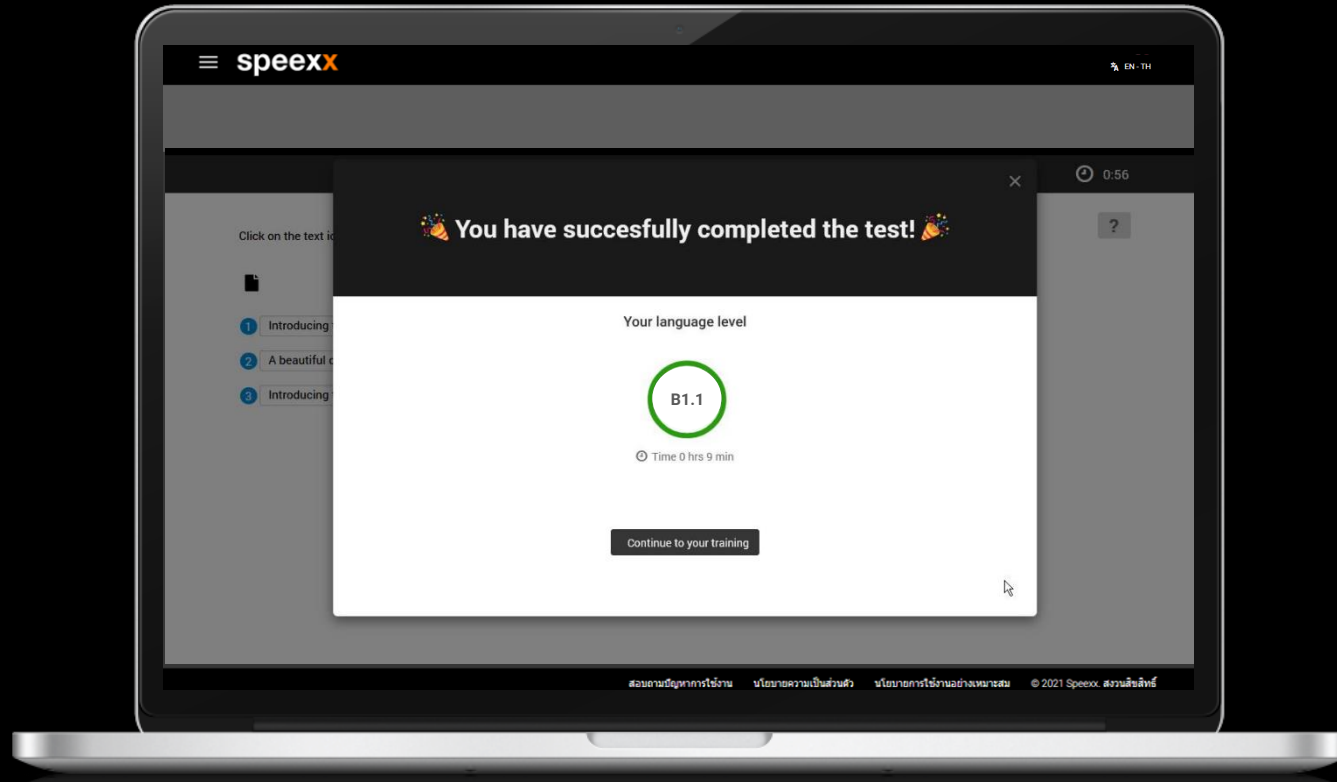 speexx
EN - TH
0:56
🎉 You have succesfully completed the test! 🎉
Click on the text ic
?
1 Introducing
2 A beautiful c
3 Introducing
Your language level
B1.1
Time 0 hrs 9 min
Continue to your training
สอบถามปัญหาการใช้งาน นโยบายความเป็นส่วนตัว นโยบายการใช้งานอย่างเหมาะสม © 2021 Speexx. สงวนลิขสิทธิ์